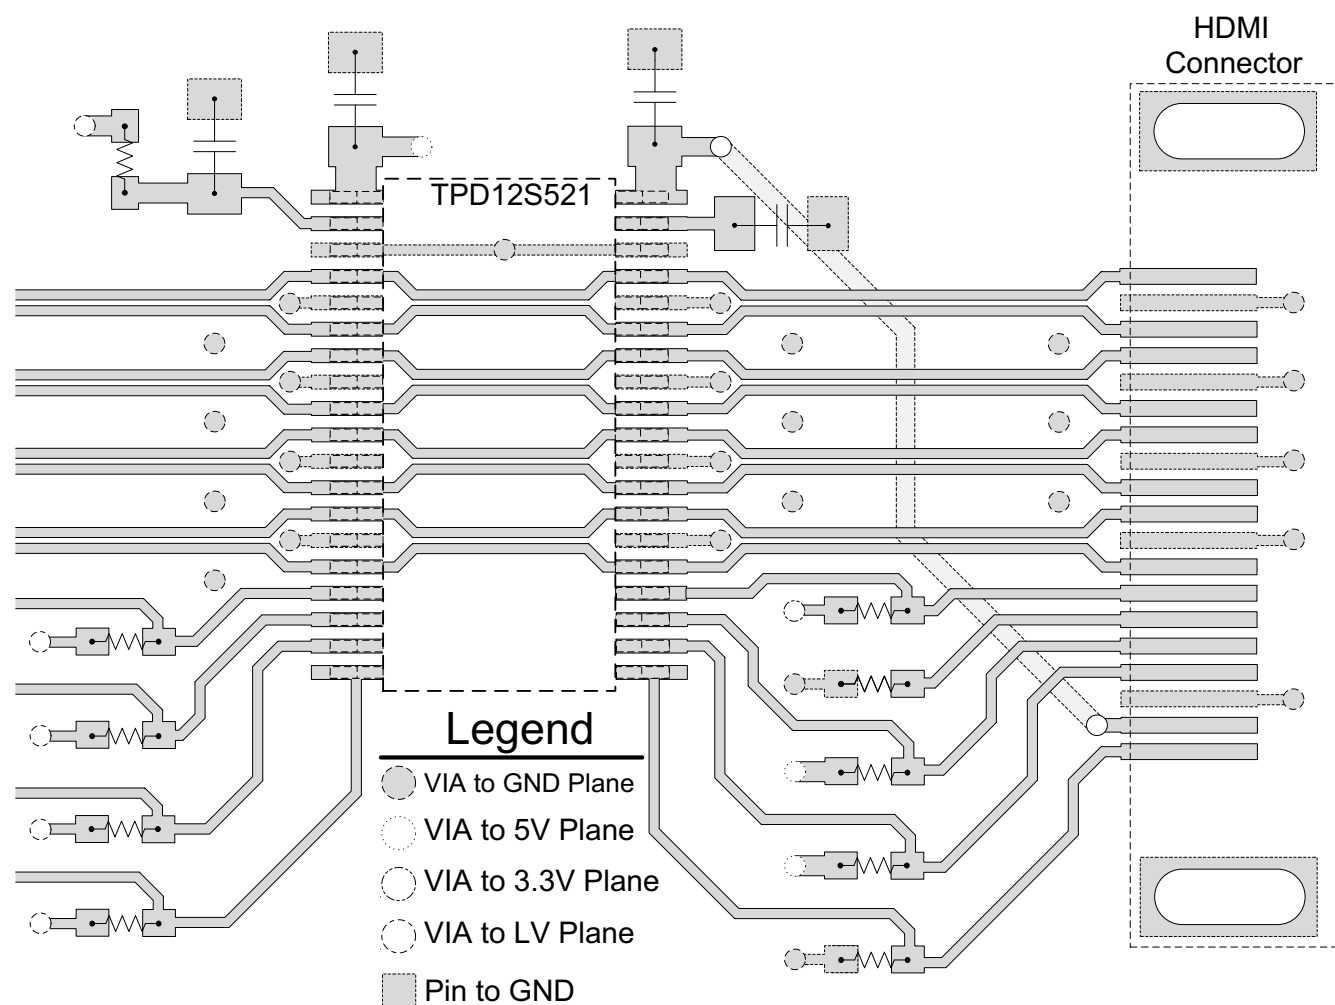 HDMI
Connector
TPD12S521
Legend
VIA to GND Plane
VIA to 5V Plane
VIA to 3.3V Plane
VIA to LV Plane
Pin to GND